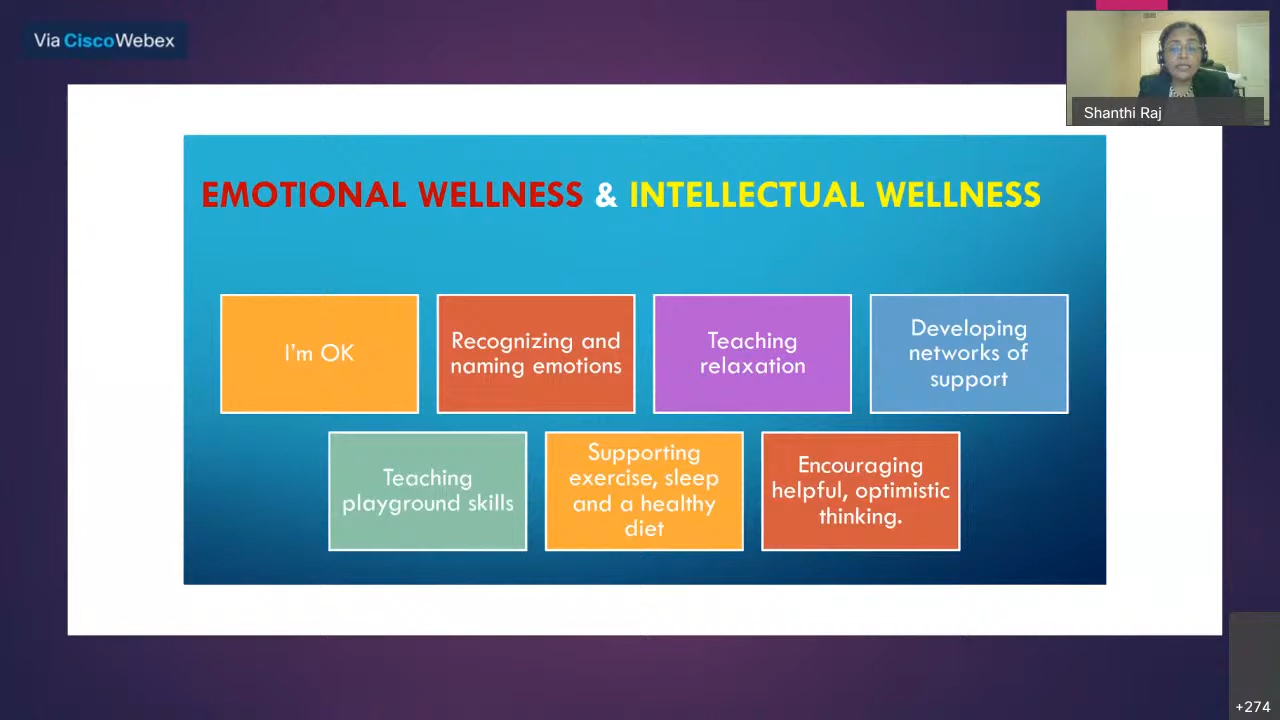 Via CiscoWebex
Shanthi Raj
EMOTIONAL WELLNESS & INTELLECTUAL WELLNESS
I'm OK
Recognizing and
naming emotions
Teaching
relaxation
Developing
networks of
support
Teaching
playground skills
Supporting
exercise, sleep
and a healthy
diet
Encouraging
helpful, optimistic
thinking.
+274